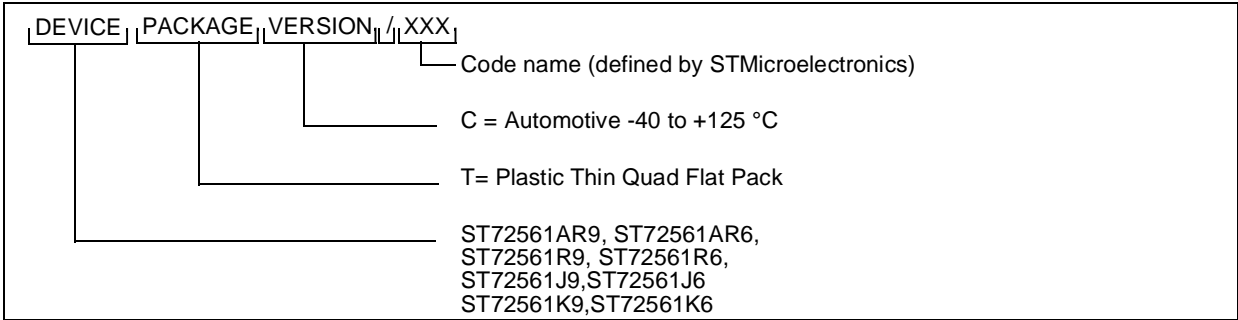 DEVICE PACKAGE VERSION / XXX
Code name (defined by STMicroelectronics)
C = Automotive -40 to +125 °C
T= Plastic Thin Quad Flat Pack
ST72561AR9, ST72561AR6,
ST72561R9, ST72561R6,
ST72561J9,ST72561J6
ST72561K9,ST72561K6